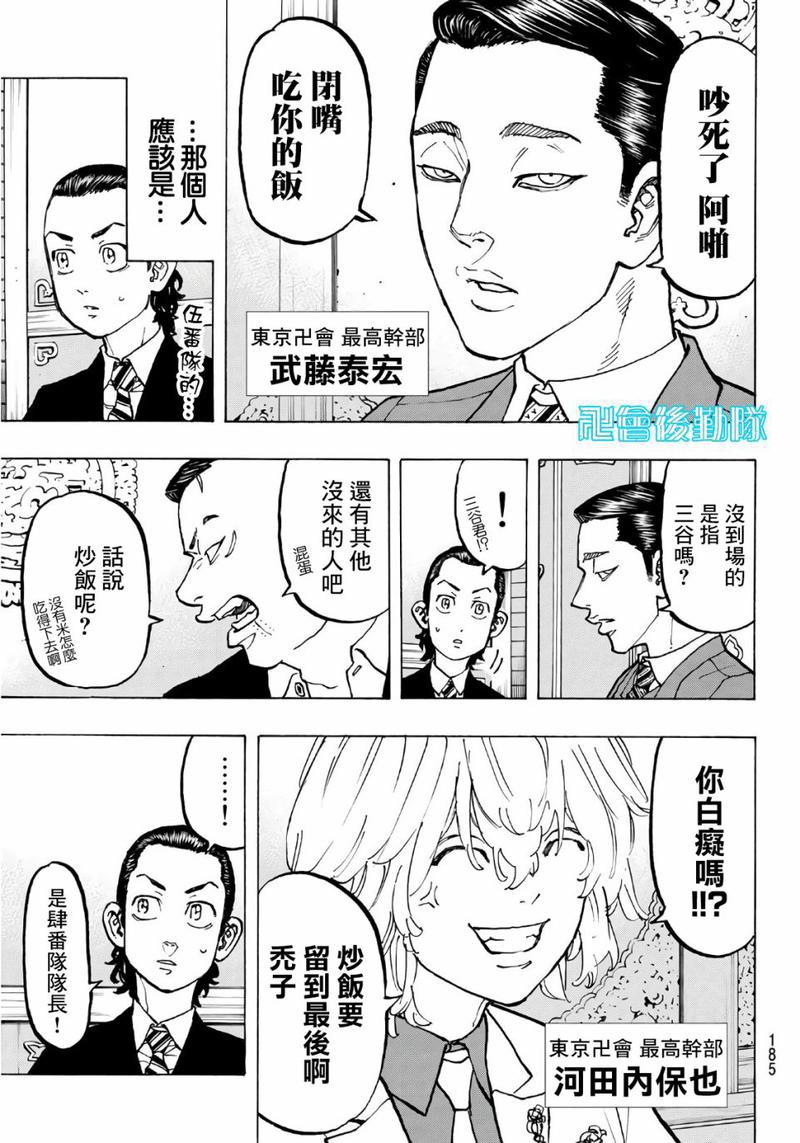 吵死了 阿啪
閉嘴
吃你的飯
東京卍會 最高幹部
武藤泰宏
…那個人
應該是…
伍番隊的…
卍會後勤隊
沒到場的
是指
三谷嗎?
!
三谷君!?
還有其他
沒來的人吧
混蛋
話說
炒飯呢?
沒有米怎麼
吃得下去啊
你白癡嗎!!?
炒飯要
留到最後啊
禿子
東京卍會 最高幹部
河田內保也
……!
是肆番隊隊長!
185